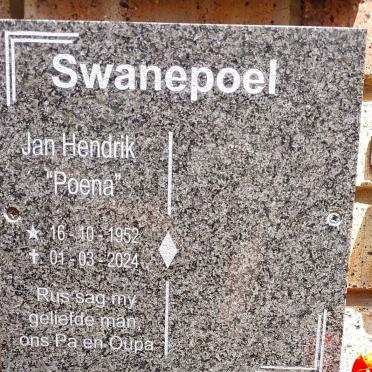 Swanepoel
Jan Hendrik
"Poena"
★ 16 - 10 - 1952
✝ 01 - 03 - 2024
Rus sag my
geliefde man,
ons Pa en Oupa